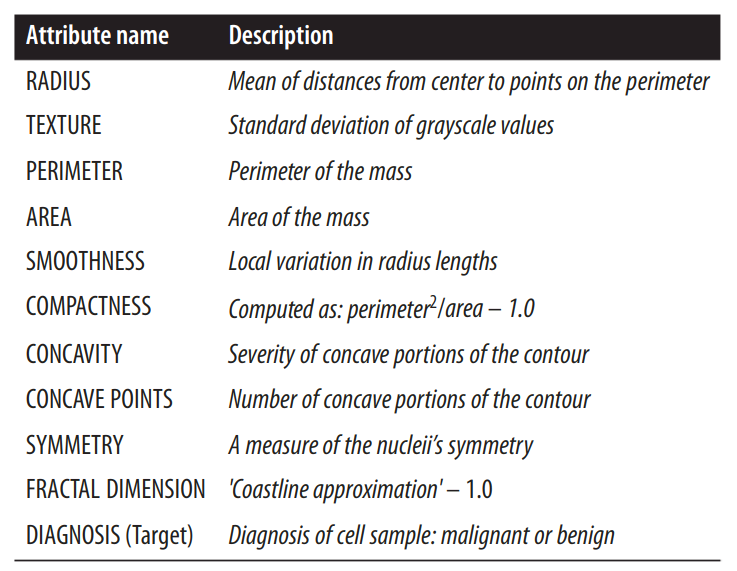 Attribute name Description
RADIUS Mean of distances from center to points on the perimeter
TEXTURE Standard deviation of grayscale values
PERIMETER Perimeter of the mass
AREA Area of the mass
SMOOTHNESS Local variation in radius lengths
COMPACTNESS Computed as: perimeter²/area – 1.0
CONCAVITY Severity of concave portions of the contour
CONCAVE POINTS Number of concave portions of the contour
SYMMETRY A measure of the nucleii’s symmetry
FRACTAL DIMENSION 'Coastline approximation' – 1.0
DIAGNOSIS (Target) Diagnosis of cell sample: malignant or benign